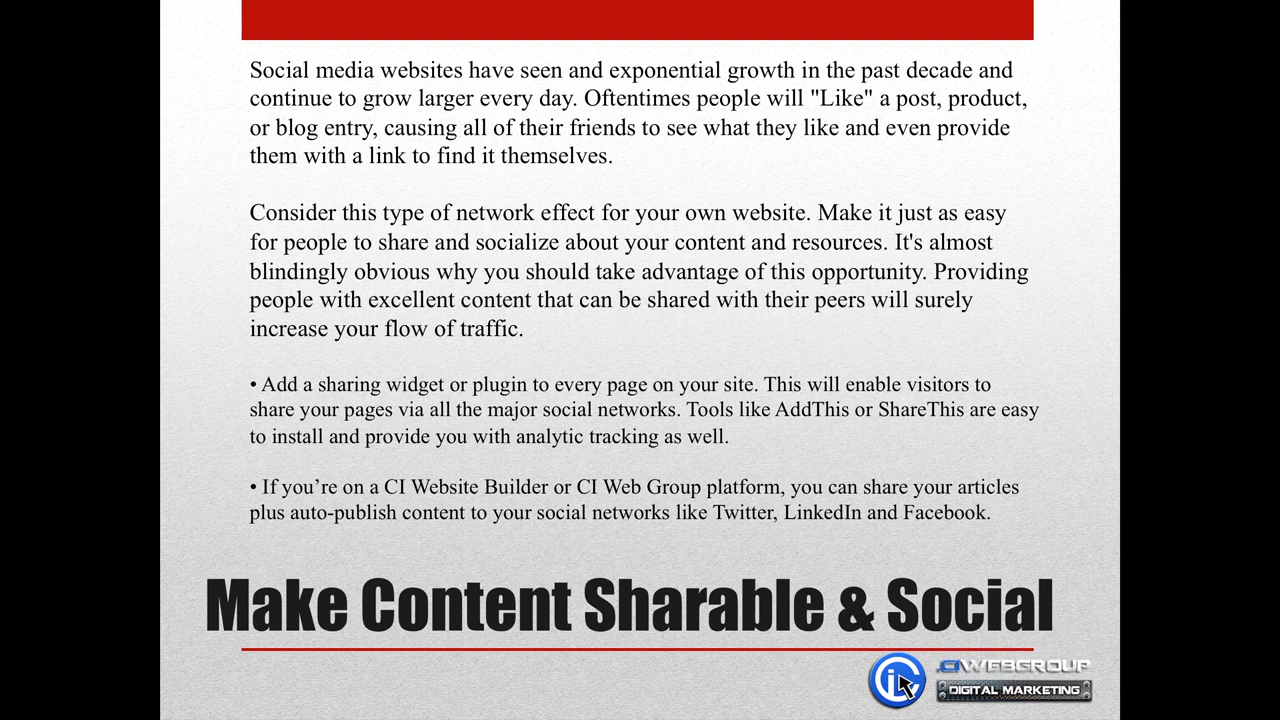 Social media websites have seen and exponential growth in the past decade and
continue to grow larger every day. Oftentimes people will "Like" a post, product,
or blog entry, causing all of their friends to see what they like and even provide
them with a link to find it themselves.
Consider this type of network effect for your own website. Make it just as easy
for people to share and socialize about your content and resources. It's almost
blindingly obvious why you should take advantage of this opportunity. Providing
people with excellent content that can be shared with their peers will surely
increase your flow of traffic.
• Add a sharing widget or plugin to every page on your site. This will enable visitors to
share your pages via all the major social networks. Tools like AddThis or ShareThis are easy
to install and provide you with analytic tracking as well.
• If you’re on a CI Website Builder or CI Web Group platform, you can share your articles
plus auto-publish content to your social networks like Twitter, LinkedIn and Facebook.
Make Content Sharable & Social
CIWEBGROUP
DIGITAL MARKETING